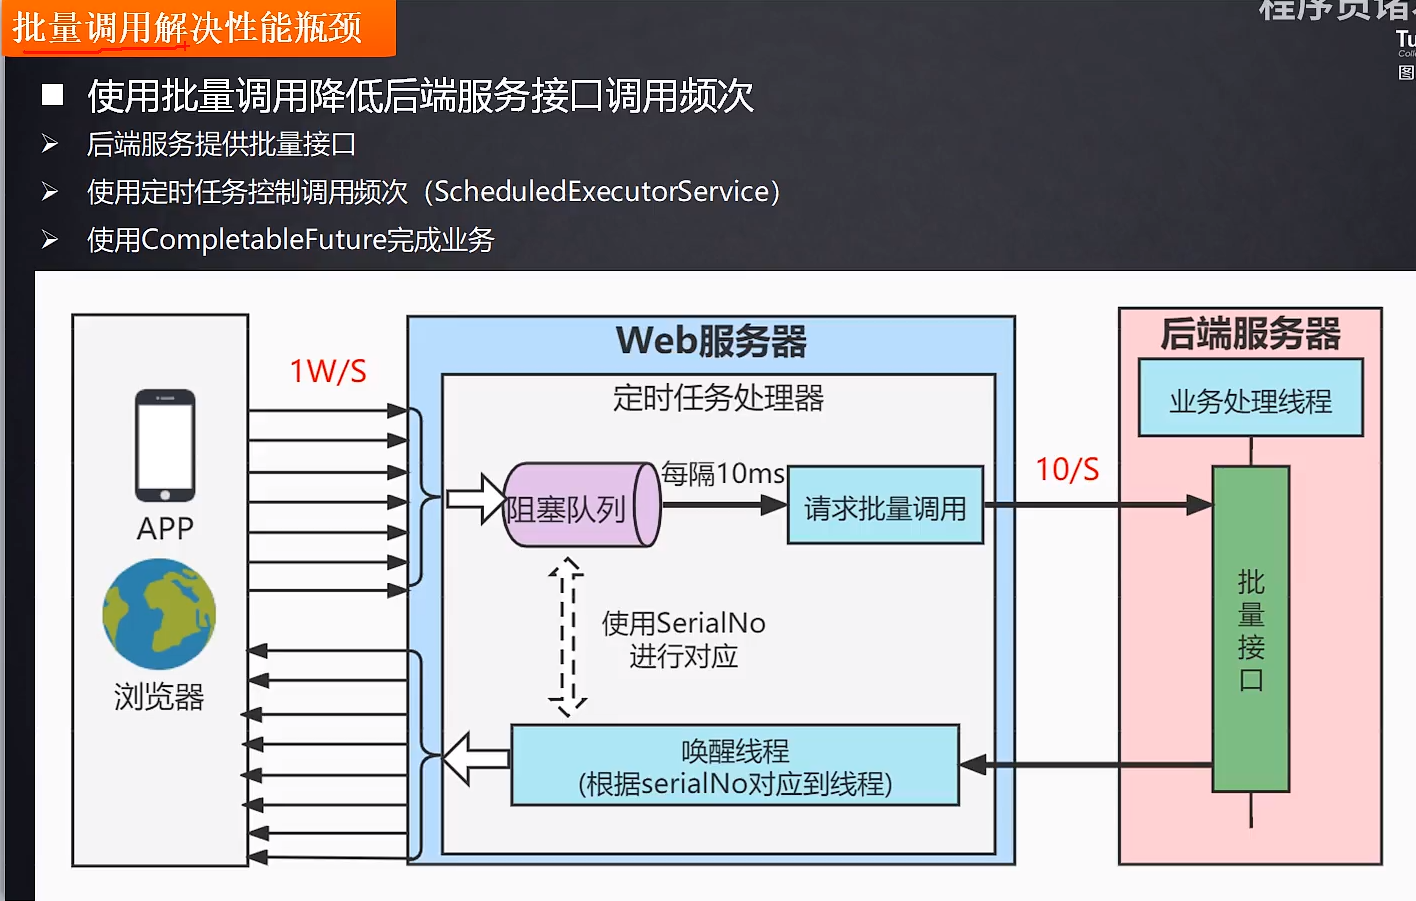 批量调用解决性能瓶颈
程序员诸
Tu
图
使用批量调用降低后端服务接口调用频次
后端服务提供批量接口
使用定时任务控制调用频次（ScheduledExecutorService）
使用CompletableFuture完成业务
APP
浏览器
1W/S
Web服务器
定时任务处理器
阻塞队列
每隔10ms
请求批量调用
使用SerialNo
进行对应
唤醒线程
(根据serialNo对应到线程)
10/S
后端服务器
业务处理线程
批
量
接
口